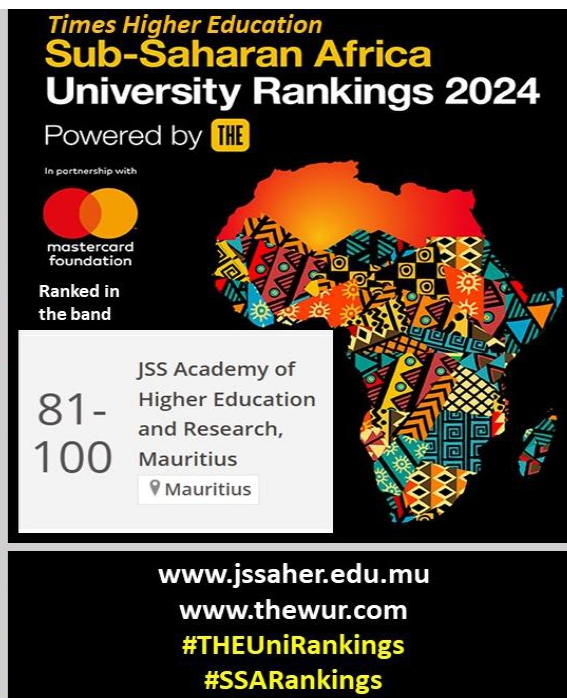 Times Higher Education
Sub-Saharan Africa
University Rankings 2024
Powered by THE
In partnership with
mastercard
foundation
Ranked in
the band
81-
100
JSS Academy of
Higher Education
and Research,
Mauritius
Mauritius
www.jssaher.edu.mu
www.thewur.com
#THEUniRankings
#SSARankings